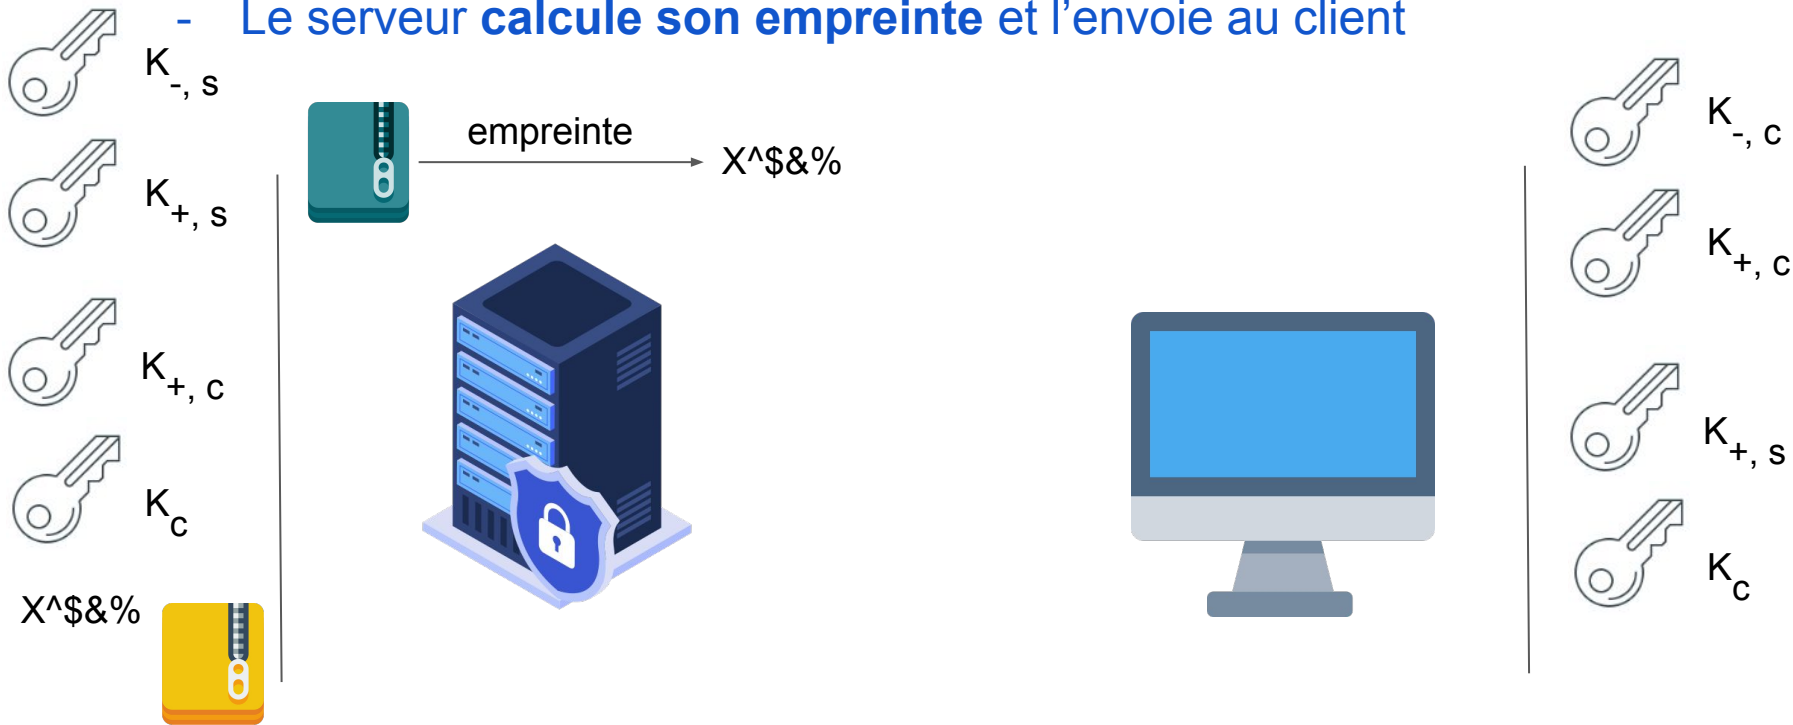 - Le serveur calcule son empreinte et l’envoie au client
K-, s
K+, s
K+, c
Kc
X^$&%
empreinte
X^$&%
K-, c
K+, c
K+, s
Kc